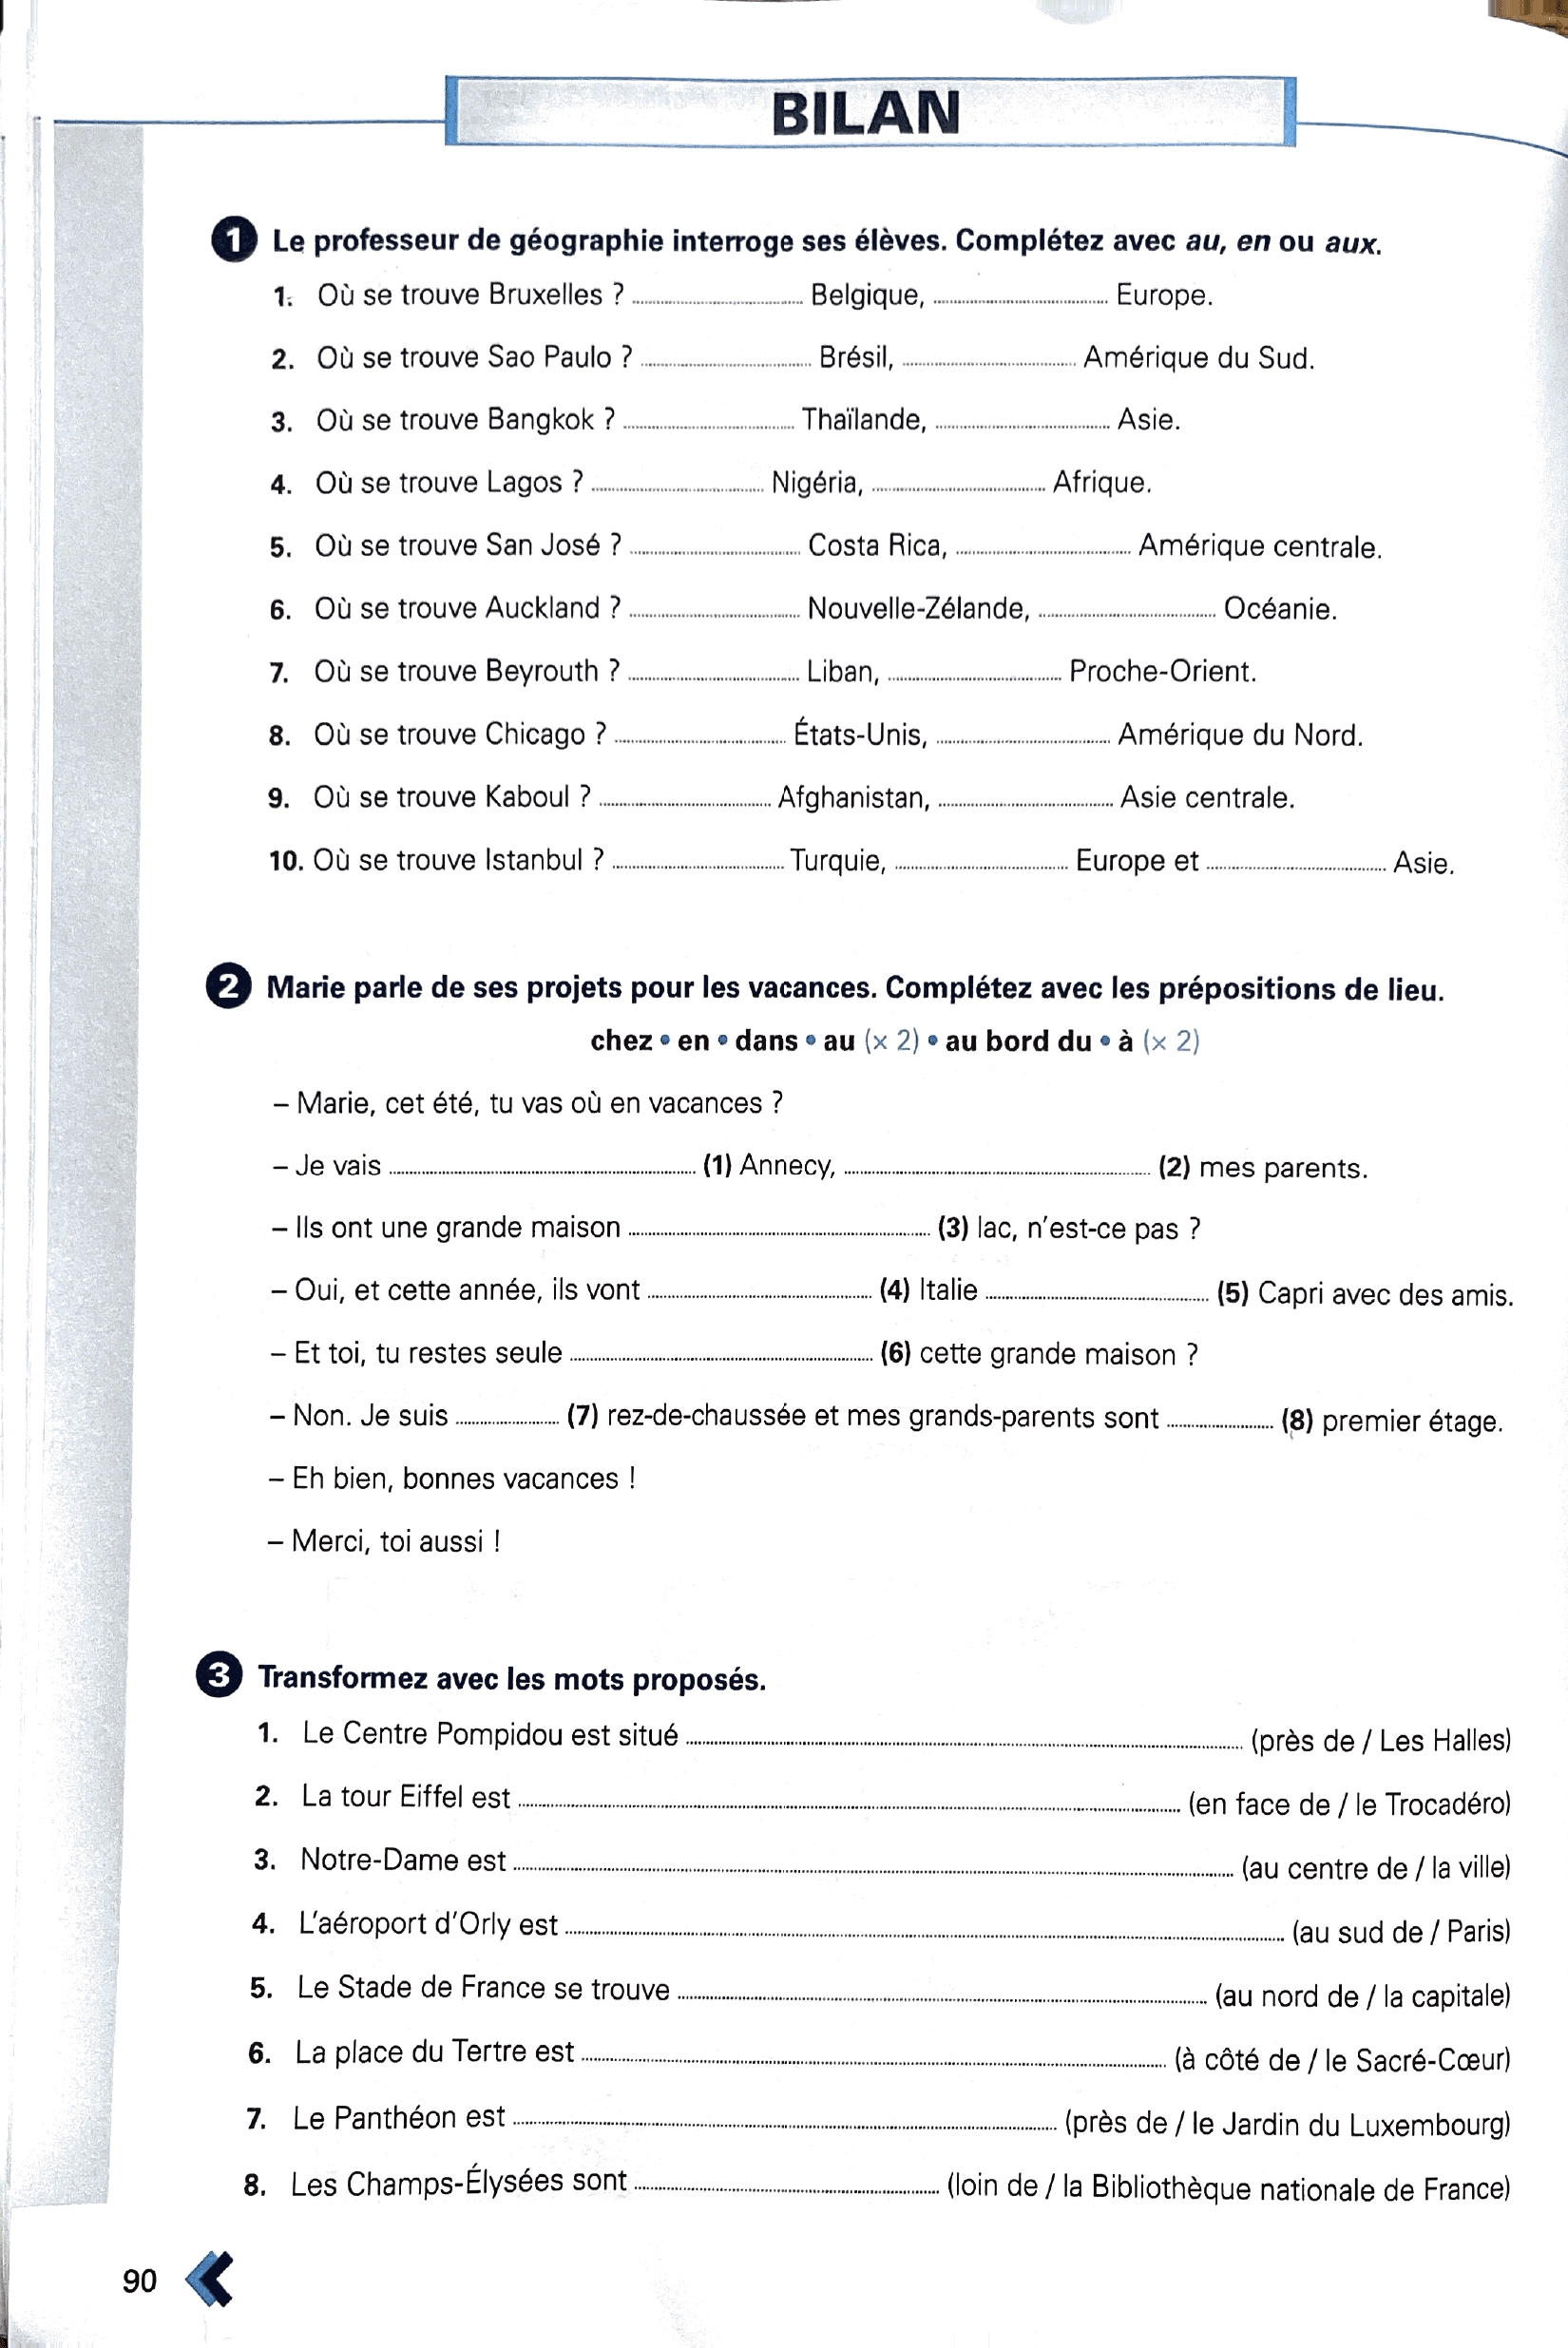 BILAN
1 Le professeur de géographie interroge ses élèves. Complétez avec au, en ou aux.
1. Où se trouve Bruxelles ? .......... Belgique, .......... Europe.
2. Où se trouve Sao Paulo ? .......... Brésil, .......... Amérique du Sud.
3. Où se trouve Bangkok ? .......... Thaïlande, .......... Asie.
4. Où se trouve Lagos ? .......... Nigéria, .......... Afrique.
5. Où se trouve San José ? .......... Costa Rica, .......... Amérique centrale.
6. Où se trouve Auckland ? .......... Nouvelle-Zélande, .......... Océanie.
7. Où se trouve Beyrouth ? .......... Liban, .......... Proche-Orient.
8. Où se trouve Chicago ? .......... États-Unis, .......... Amérique du Nord.
9. Où se trouve Kaboul ? .......... Afghanistan, .......... Asie centrale.
10. Où se trouve Istanbul ? .......... Turquie, .......... Europe et .......... Asie.
2 Marie parle de ses projets pour les vacances. Complétez avec les prépositions de lieu.
chez • en • dans • au (x 2) • au bord du • à (x 2)
– Marie, cet été, tu vas où en vacances ?
– Je vais .......... (1) Annecy, .......... (2) mes parents.
– Ils ont une grande maison .......... (3) lac, n'est-ce pas ?
– Oui, et cette année, ils vont .......... (4) Italie .......... (5) Capri avec des amis.
– Et toi, tu restes seule .......... (6) cette grande maison ?
– Non. Je suis .......... (7) rez-de-chaussée et mes grands-parents sont .......... (8) premier étage.
– Eh bien, bonnes vacances !
– Merci, toi aussi !
3 Transformez avec les mots proposés.
1. Le Centre Pompidou est situé .......... (près de / Les Halles)
2. La tour Eiffel est .......... (en face de / le Trocadéro)
3. Notre-Dame est .......... (au centre de / la ville)
4. L'aéroport d'Orly est .......... (au sud de / Paris)
5. Le Stade de France se trouve .......... (au nord de / la capitale)
6. La place du Tertre est .......... (à côté de / le Sacré-Cœur)
7. Le Panthéon est .......... (près de / le Jardin du Luxembourg)
8. Les Champs-Élysées sont .......... (loin de / la Bibliothèque nationale de France)
90